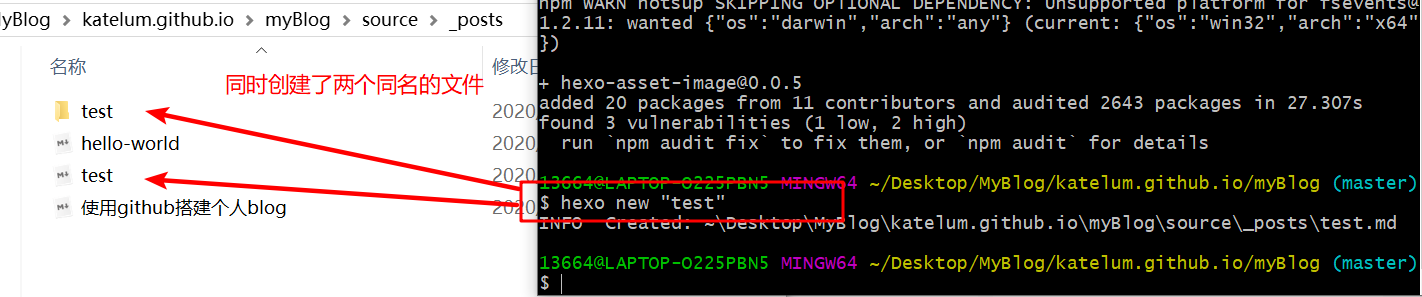 MyBlog > katelum.github.io > myBlog > source > _posts
名称
修改日
同时创建了两个同名的文件
test
2020
hello-world
2020
test
2020
使用github搭建个人blog
2020
npm WARN notsup SKIPPING OPTIONAL DEPENDENCY: Unsupported platform for fsevents@
1.2.11: wanted {"os":"darwin","arch":"any"} (current: {"os":"win32","arch":"x64"
})
+ hexo-asset-image@0.0.5
added 20 packages from 11 contributors and audited 2643 packages in 27.307s
found 3 vulnerabilities (1 low, 2 high)
run `npm audit fix` to fix them, or `npm audit` for details
13664@LAPTOP-O225PBN5 MINGW64 ~/Desktop/MyBlog/katelum.github.io/myBlog (master)
$ hexo new "test"
INFO Created: ~\Desktop\MyBlog\katelum.github.io\myBlog\source\_posts\test.md
13664@LAPTOP-O225PBN5 MINGW64 ~/Desktop/MyBlog/katelum.github.io/myBlog (master)
$